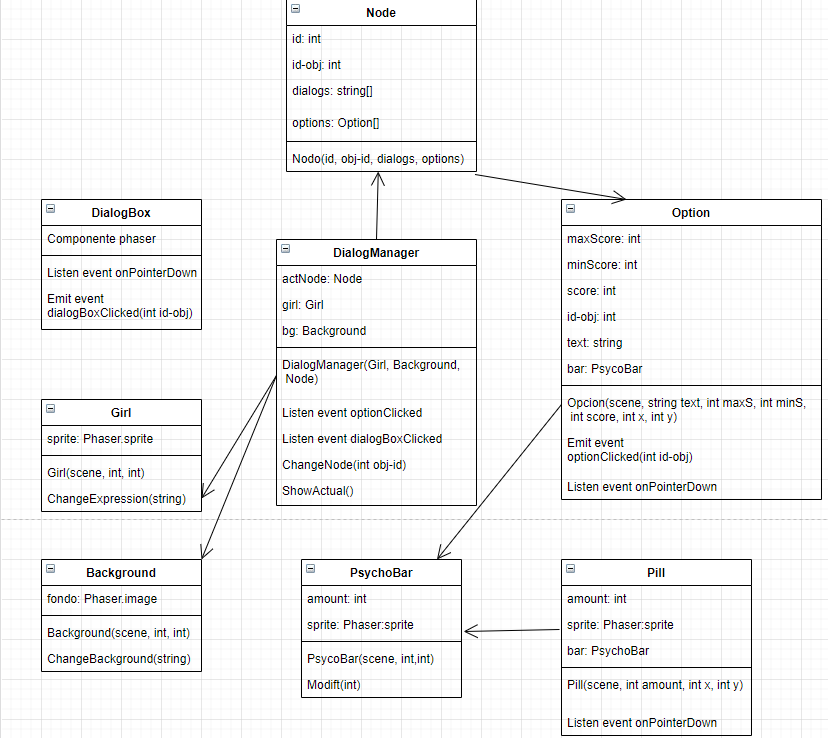 Node
id: int
id-obj: int
dialogs: string[]
options: Option[]
Nodo(id, obj-id, dialogs, options)
DialogBox
Componente phaser
Listen event onPointerDown
Emit event
dialogBoxClicked(int id-obj)
DialogManager
actNode: Node
girl: Girl
bg: Background
DialogManager(Girl, Background,
Node)
Listen event optionClicked
Listen event dialogBoxClicked
ChangeNode(int obj-id)
ShowActual()
Option
maxScore: int
minScore: int
score: int
id-obj: int
text: string
bar: PsycoBar
Opcion(scene, string text, int maxS, int minS,
int score, int x, int y)
Emit event
optionClicked(int id-obj)
Listen event onPointerDown
Girl
sprite: Phaser.sprite
Girl(scene, int, int)
ChangeExpression(string)
Background
fondo: Phaser.image
Background(scene, int, int)
ChangeBackground(string)
PsychoBar
amount: int
sprite: Phaser:sprite
PsycoBar(scene, int,int)
Modift(int)
Pill
amount: int
sprite: Phaser:sprite
bar: PsychoBar
Pill(scene, int amount, int x, int y)
Listen event onPointerDown